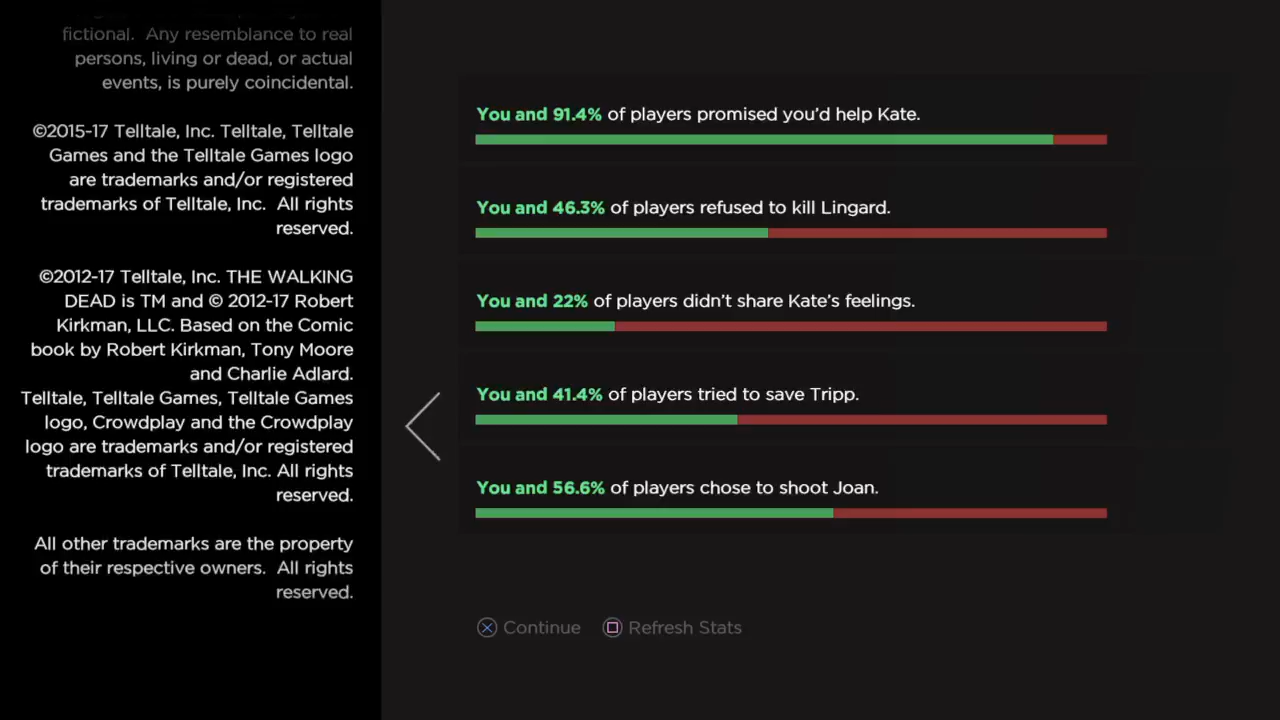 fictional. Any resemblance to real
persons, living or dead, or actual
events, is purely coincidental.
©2015-17 Telltale, Inc. Telltale, Telltale
Games and the Telltale Games logo
are trademarks and/or registered
trademarks of Telltale, Inc. All rights
reserved.
©2012-17 Telltale, Inc. THE WALKING
DEAD is TM and © 2012-17 Robert
Kirkman, LLC. Based on the Comic
book by Robert Kirkman, Tony Moore
and Charlie Adlard.
Telltale, Telltale Games, Telltale Games
logo, Crowdplay and the Crowdplay
logo are trademarks and/or registered
trademarks of Telltale, Inc. All rights
reserved.
All other trademarks are the property
of their respective owners. All rights
reserved.
You and 91.4% of players promised you'd help Kate.
You and 46.3% of players refused to kill Lingard.
You and 22% of players didn't share Kate's feelings.
You and 41.4% of players tried to save Tripp.
You and 56.6% of players chose to shoot Joan.
Continue Refresh Stats